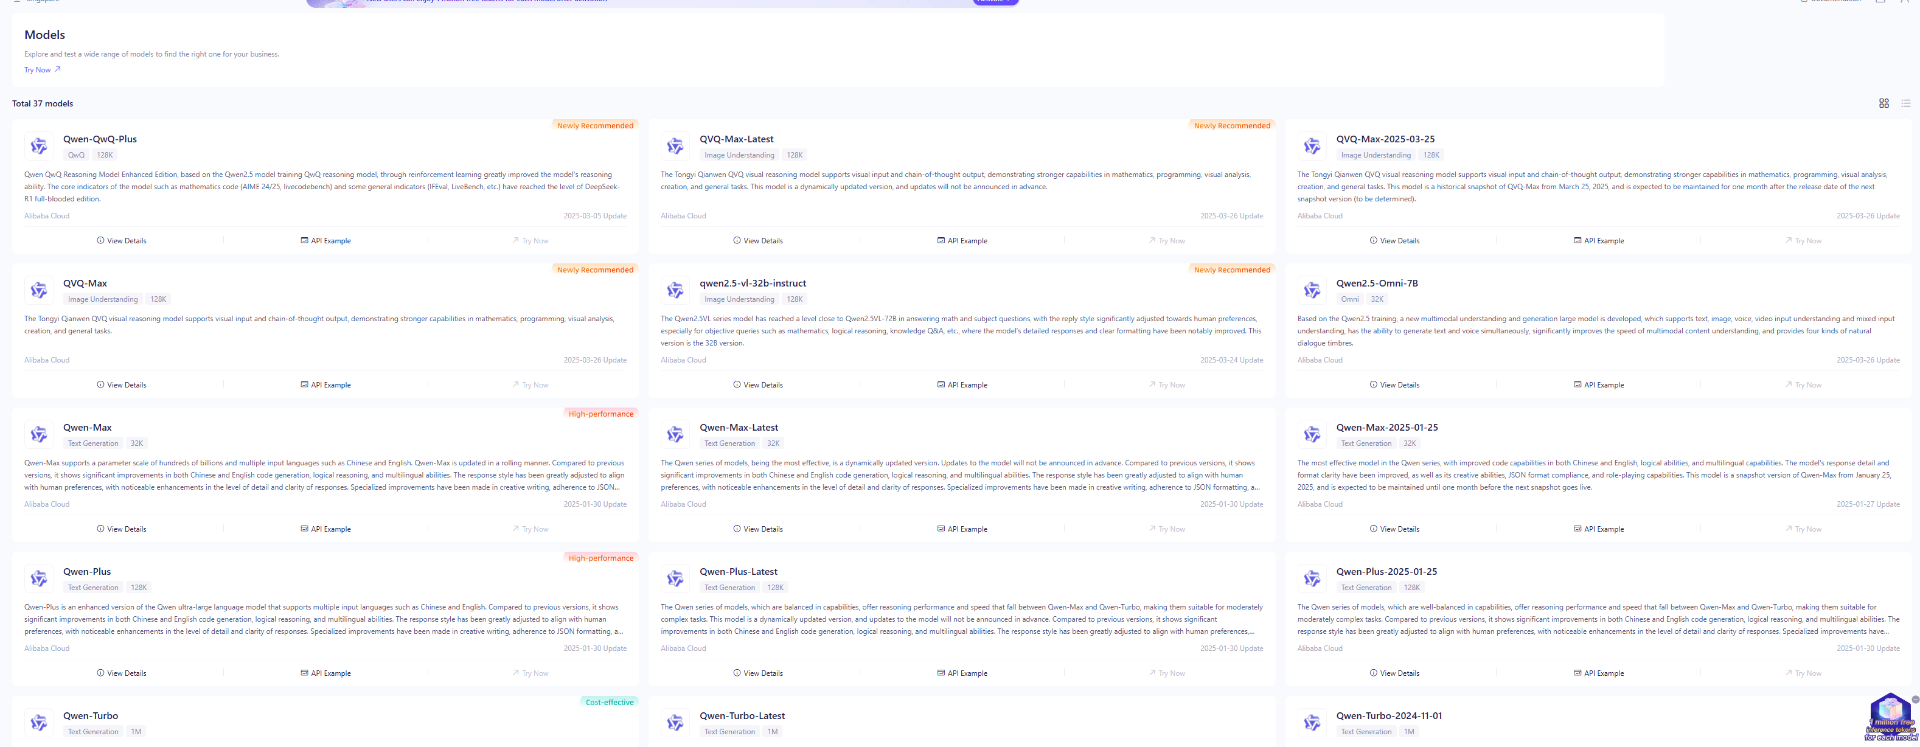 Models
Explore and test a wide range of models to find the right one for your business.
Try Now
Total 37 models
Newly Recommended
Qwen-QwQ-Plus
QwQ 128K
Qwen QwQ Reasoning Model Enhanced Edition, based on the Qwen2.5 model training QwQ reasoning model, through reinforcement learning greatly improved the model's reasoning
ability. The core indicators of the model such as mathematics code (AIME 24/25, livecodebench) and some general indicators (IFEval, LiveBench, etc.) have reached the level of DeepSeek-
R1 full-blooded edition.
Alibaba Cloud 2025-03-05 Update
View Details API Example Try Now
Newly Recommended
QVQ-Max-Latest
Image Understanding 128K
The Tongyi Qianwen QVQ visual reasoning model supports visual input and chain-of-thought output, demonstrating stronger capabilities in mathematics, programming, visual analysis,
creation, and general tasks. This model is a dynamically updated version, and updates will not be announced in advance.
Alibaba Cloud 2025-03-26 Update
View Details API Example Try Now
QVQ-Max-2025-03-25
Image Understanding 128K
The Tongyi Qianwen QVQ visual reasoning model supports visual input and chain-of-thought output, demonstrating stronger capabilities in mathematics, programming, visual analysis,
creation, and general tasks. This model is a historical snapshot of QVQ-Max from March 25, 2025, and is expected to be maintained for one month after the release date of the next
snapshot version (to be determined).
Alibaba Cloud 2025-03-26 Update
View Details API Example Try Now
Newly Recommended
QVQ-Max
Image Understanding 128K
The Tongyi Qianwen QVQ visual reasoning model supports visual input and chain-of-thought output, demonstrating stronger capabilities in mathematics, programming, visual analysis,
creation, and general tasks.
Alibaba Cloud 2025-03-26 Update
View Details API Example Try Now
Newly Recommended
qwen2.5-vl-32b-instruct
Image Understanding 128K
The Qwen2.5VL series model has reached a level close to Qwen2.5VL-72B in answering math and subject questions, with the reply style significantly adjusted towards human preferences,
especially for objective queries such as mathematics, logical reasoning, knowledge Q&A, etc., where the model's detailed responses and clear formatting have been notably improved. This
version is the 32B version.
Alibaba Cloud 2025-03-24 Update
View Details API Example Try Now
Qwen2.5-Omni-7B
Omni 32K
Based on the Qwen2.5 training, a new multimodal understanding and generation large model is developed, which supports text, image, voice, video input understanding and mixed input
understanding, has the ability to generate text and voice simultaneously, significantly improves the speed of multimodal content understanding, and provides four kinds of natural
dialogue timbres.
Alibaba Cloud 2025-03-26 Update
View Details API Example Try Now
High-performance
Qwen-Max
Text Generation 32K
Qwen-Max supports a parameter scale of hundreds of billions and multiple input languages such as Chinese and English. Qwen-Max is updated in a rolling manner. Compared to previous
versions, it shows significant improvements in both Chinese and English code generation, logical reasoning, and multilingual abilities. The response style has been greatly adjusted to align
with human preferences, with noticeable enhancements in the level of detail and clarity of responses. Specialized improvements have been made in creative writing, adherence to JSON...
Alibaba Cloud 2025-01-30 Update
View Details API Example Try Now
Qwen-Max-Latest
Text Generation 32K
The Qwen series of models, being the most effective, is a dynamically updated version. Updates to the model will not be announced in advance. Compared to previous versions, it shows
significant improvements in both Chinese and English code generation, logical reasoning, and multilingual abilities. The response style has been greatly adjusted to align with human
preferences, with noticeable enhancements in the level of detail and clarity of responses. Specialized improvements have been made in creative writing, adherence to JSON formatting, a...
Alibaba Cloud 2025-01-30 Update
View Details API Example Try Now
Qwen-Max-2025-01-25
Text Generation 32K
The most effective model in the Qwen series, with improved code capabilities in both Chinese and English, logical abilities, and multilingual capabilities. The model's response detail and
format clarity have been improved, as well as its creative abilities, JSON format compliance, and role-playing capabilities. This model is a snapshot version of Qwen-Max from January 25,
2025, and is expected to be maintained until one month before the next snapshot goes live.
Alibaba Cloud 2025-01-27 Update
View Details API Example Try Now
High-performance
Qwen-Plus
Text Generation 128K
Qwen-Plus is an enhanced version of the Qwen ultra-large language model that supports multiple input languages such as Chinese and English. Compared to previous versions, it shows
significant improvements in both Chinese and English code generation, logical reasoning, and multilingual abilities. The response style has been greatly adjusted to align with human
preferences, with noticeable enhancements in the level of detail and clarity of responses. Specialized improvements have been made in creative writing, adherence to JSON formatting, a...
Alibaba Cloud 2025-01-30 Update
View Details API Example Try Now
Qwen-Plus-Latest
Text Generation 128K
The Qwen series of models, which are balanced in capabilities, offer reasoning performance and speed that fall between Qwen-Max and Qwen-Turbo, making them suitable for moderately
complex tasks. This model is a dynamically updated version, and updates to the model will not be announced in advance. Compared to previous versions, it shows significant
improvements in both Chinese and English code generation, logical reasoning, and multilingual abilities. The response style has been greatly adjusted to align with human preferences,...
Alibaba Cloud 2025-01-30 Update
View Details API Example Try Now
Qwen-Plus-2025-01-25
Text Generation 128K
The Qwen series of models, which are well-balanced in capabilities, offer reasoning performance and speed that fall between Qwen-Max and Qwen-Turbo, making them suitable for
moderately complex tasks. Compared to previous versions, it shows significant improvements in both Chinese and English code generation, logical reasoning, and multilingual abilities. The
response style has been greatly adjusted to align with human preferences, with noticeable enhancements in the level of detail and clarity of responses. Specialized improvements have...
Alibaba Cloud 2025-01-30 Update
View Details API Example Try Now
Cost-effective
Qwen-Turbo
Text Generation 1M
Qwen-Turbo-Latest
Text Generation 1M
Qwen-Turbo-2024-11-01
Text Generation 1M
1 million free
inference tokens
for each model